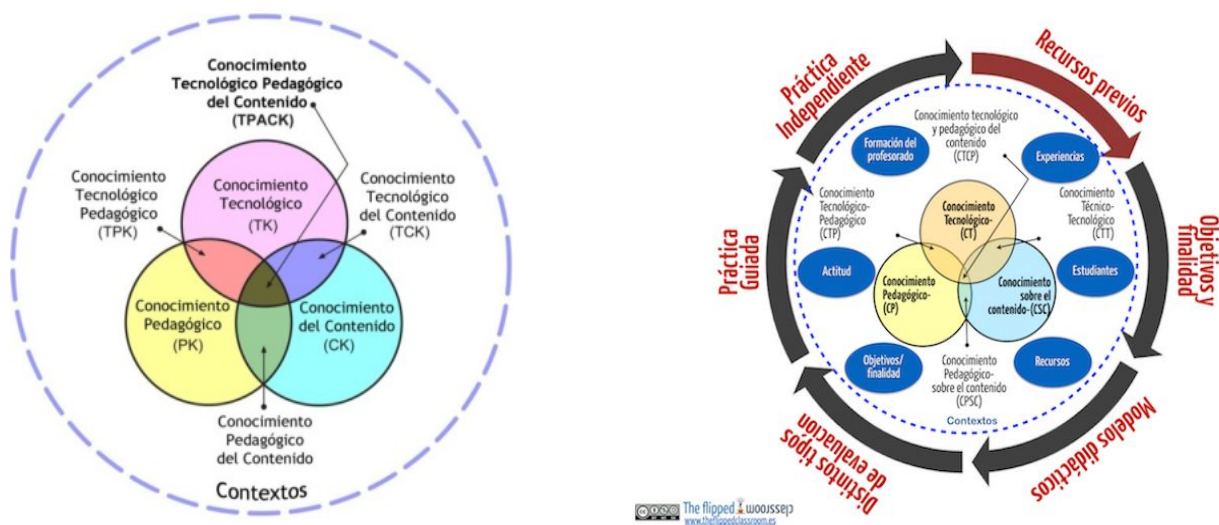 Conocimiento
Tecnológico Pedagógico
del Contenido
(TPACK)
Conocimiento
Tecnológico
Pedagógico
(TPK)
Conocimiento
Tecnológico
(TK)
Conocimiento
Tecnológico
del Contenido
(TCK)
Conocimiento
Pedagógico
(PK)
Conocimiento
del Contenido
(CK)
Conocimiento
Pedagógico
del Contenido
Contextos
Práctica
Independiente
Recursos previos
Objetivos y
finalidad
Modelos didácticos
Distintos tipos
de evaluacion
Práctica
Guiada
Conocimiento tecnológico
y pedagógico del
contenido
(CTCP)
Formación del
profesorado
Experiencias
Conocimiento
Tecnológico-
Pedagógico
(CTP)
Conocimiento
Tecnológico-
(CT)
Conocimiento
Técnico-
Tecnológico
(CTT)
Actitud
Estudiantes
Conocimiento
Pedagógico-
(CP)
Conocimiento
sobre el
contenido-(CSC)
Objetivos/
finalidad
Conocimiento
Pedagógico-
sobre el contenido
(CPSC)
Recursos
Contextos
The flipped classroom
www.theflippedclassroom.es